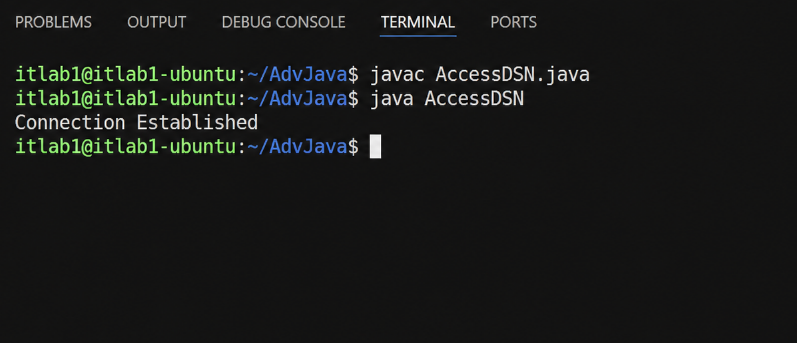 PROBLEMS OUTPUT DEBUG CONSOLE TERMINAL PORTS
itlab1@itlab1-ubuntu:~/AdvJava$ javac AccessDSN.java
itlab1@itlab1-ubuntu:~/AdvJava$ java AccessDSN
Connection Established
itlab1@itlab1-ubuntu:~/AdvJava$